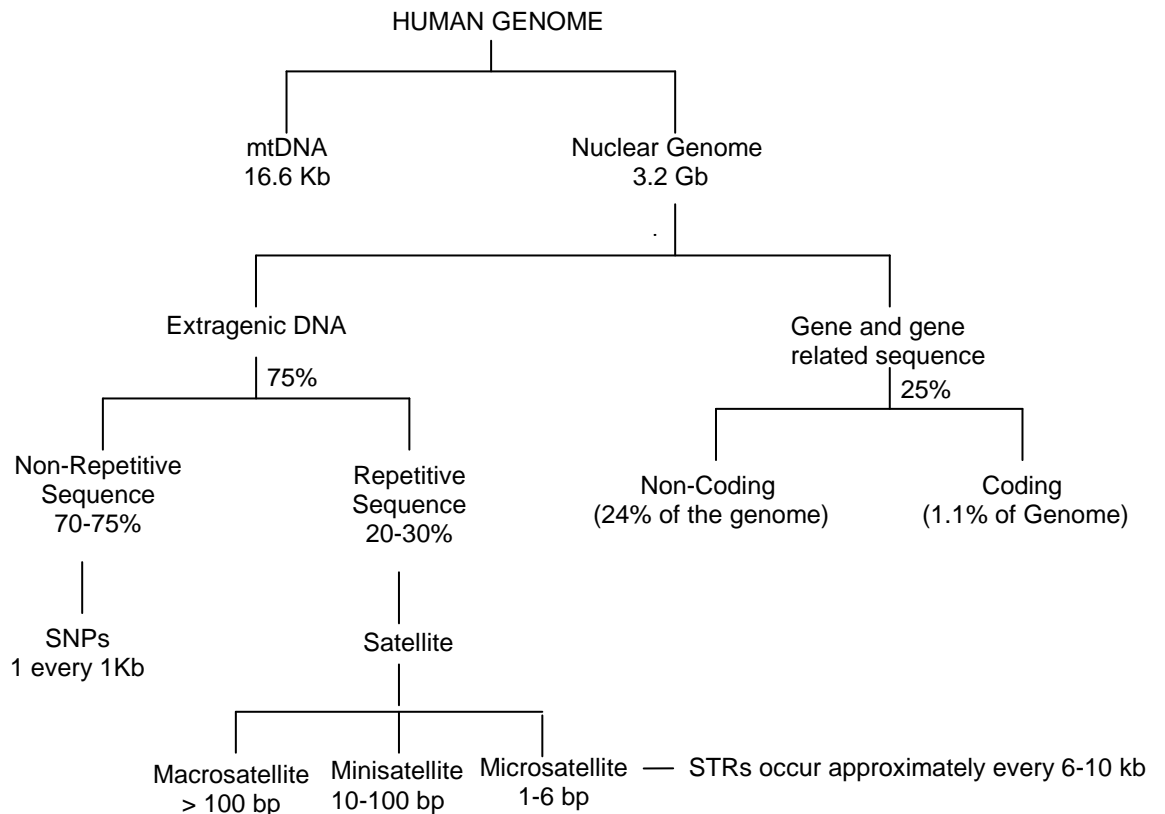 HUMAN GENOME
mtDNA
16.6 Kb
Nuclear Genome
3.2 Gb
Extragenic DNA
75%
Gene and gene
related sequence
25%
Non-Repetitive
Sequence
70-75%
Repetitive
Sequence
20-30%
Non-Coding
(24% of the genome)
Coding
(1.1% of Genome)
SNPs
1 every 1Kb
Satellite
Macrosatellite
> 100 bp
Minisatellite
10-100 bp
Microsatellite
1-6 bp
STRs occur approximately every 6-10 kb